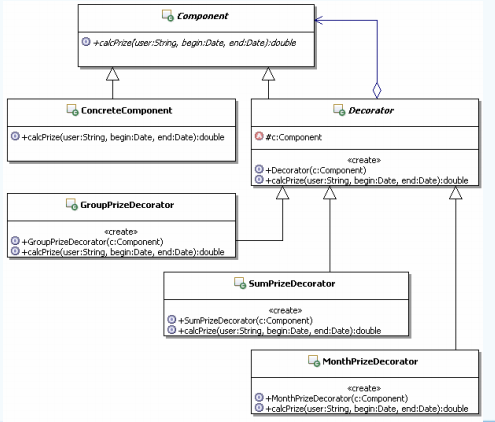 Component
+calcPrize(user:String, begin:Date, end:Date):double
ConcreteComponent
+calcPrize(user:String, begin:Date, end:Date):double
Decorator
#c:Component
«create»
+Decorator(c:Component)
+calcPrize(user:String, begin:Date, end:Date):double
GroupPrizeDecorator
«create»
+GroupPrizeDecorator(c:Component)
+calcPrize(user:String, begin:Date, end:Date):double
SumPrizeDecorator
«create»
+SumPrizeDecorator(c:Component)
+calcPrize(user:String, begin:Date, end:Date):double
MonthPrizeDecorator
«create»
+MonthPrizeDecorator(c:Component)
+calcPrize(user:String, begin:Date, end:Date):double